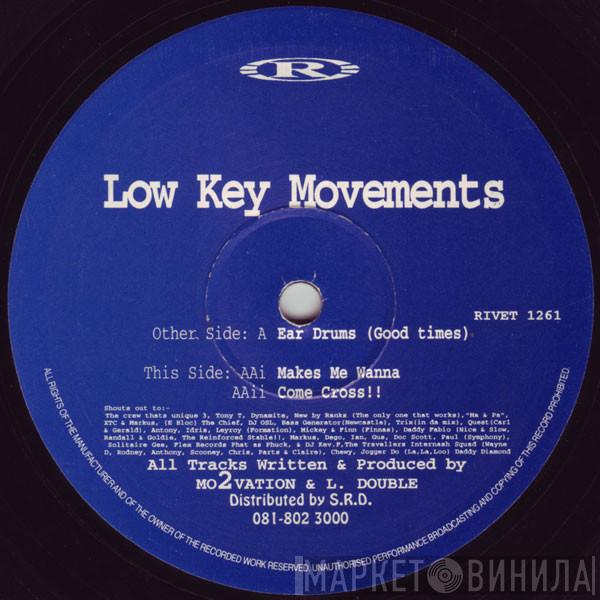 R
Low Key Movements
RIVET 1261
Other Side: A Ear Drums (Good times)
This Side: AAi Makes Me Wanna
AAii Come Cross!!
Shouts out to:-
The crew thats unique 3, Tony T, Dynamite, New by Ranks (The only one that works), "Ma & Pa",
XTC & Markus, (E Bloc) The Chief, DJ OSL, Bass Generator(Newcastle), Trix(in da mix), Quest(Carl
& Gerald), Antony, Idris, Leyroy (Formation), Mickey & Finn (Finnas), Daddy Fabio (Nice & Slow,
Randall & Goldie, The Reinforced Stable!!, Markus, Dego, Ian, Gus, Doc Scott, Paul (Symphony),
Solitaire Gee, Flex Records Phat as Phuck, & DJ Kev.F,The Travellers Internash Squad (Wayne
D, Rodney, Anthony, Scooney, Chris, Parts & Claire), Chewy, Jogger Do (La,La,Loo) Daddy Diamond
All Tracks Written & Produced by
MO2VATION & L. DOUBLE
Distributed by S.R.D.
081-802 3000
ALL RIGHTS OF THE MANUFACTURER AND OF THE OWNER OF THE RECORDED WORK RESERVED. UNAUTHORISED PERFORMANCE BROADCASTING AND COPYING OF THIS RECORD PROHIBITED.
МАРКЕТ ВИНИЛА